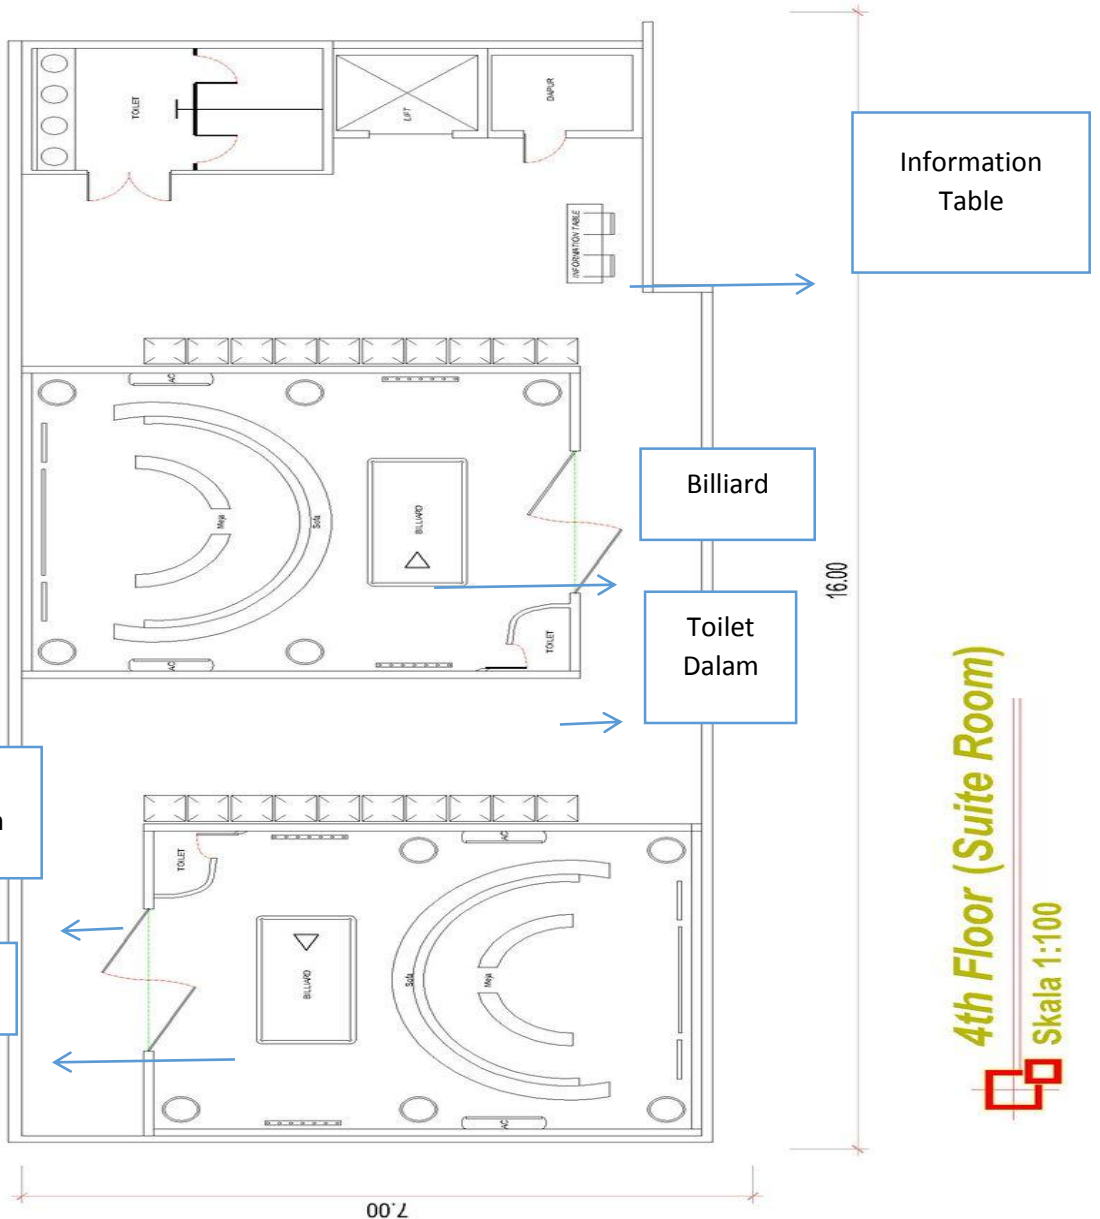 TOILET
LIFT
DAPUR
Information
Table
INFORMATION TABLE
AC
Meja
Sofa
BILLIARD
Billiard
16.00
TOILET
Toilet
Dalam
AC
4th Floor (Suite Room)
Skala 1:100
TOILET
AC
BILLIARD
Sofa
Meja
AC
7.00